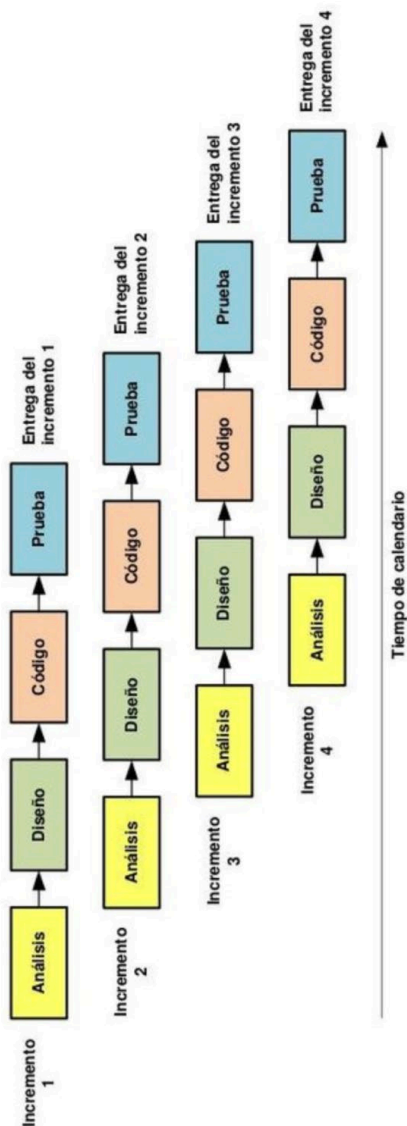 Incremento
1
Análisis
Diseño
Código
Prueba
Entrega del
incremento 1
Incremento
2
Análisis
Diseño
Código
Prueba
Entrega del
incremento 2
Incremento
3
Análisis
Diseño
Código
Prueba
Entrega del
incremento 3
Incremento
4
Análisis
Diseño
Código
Prueba
Entrega del
incremento 4
Tiempo de calendario